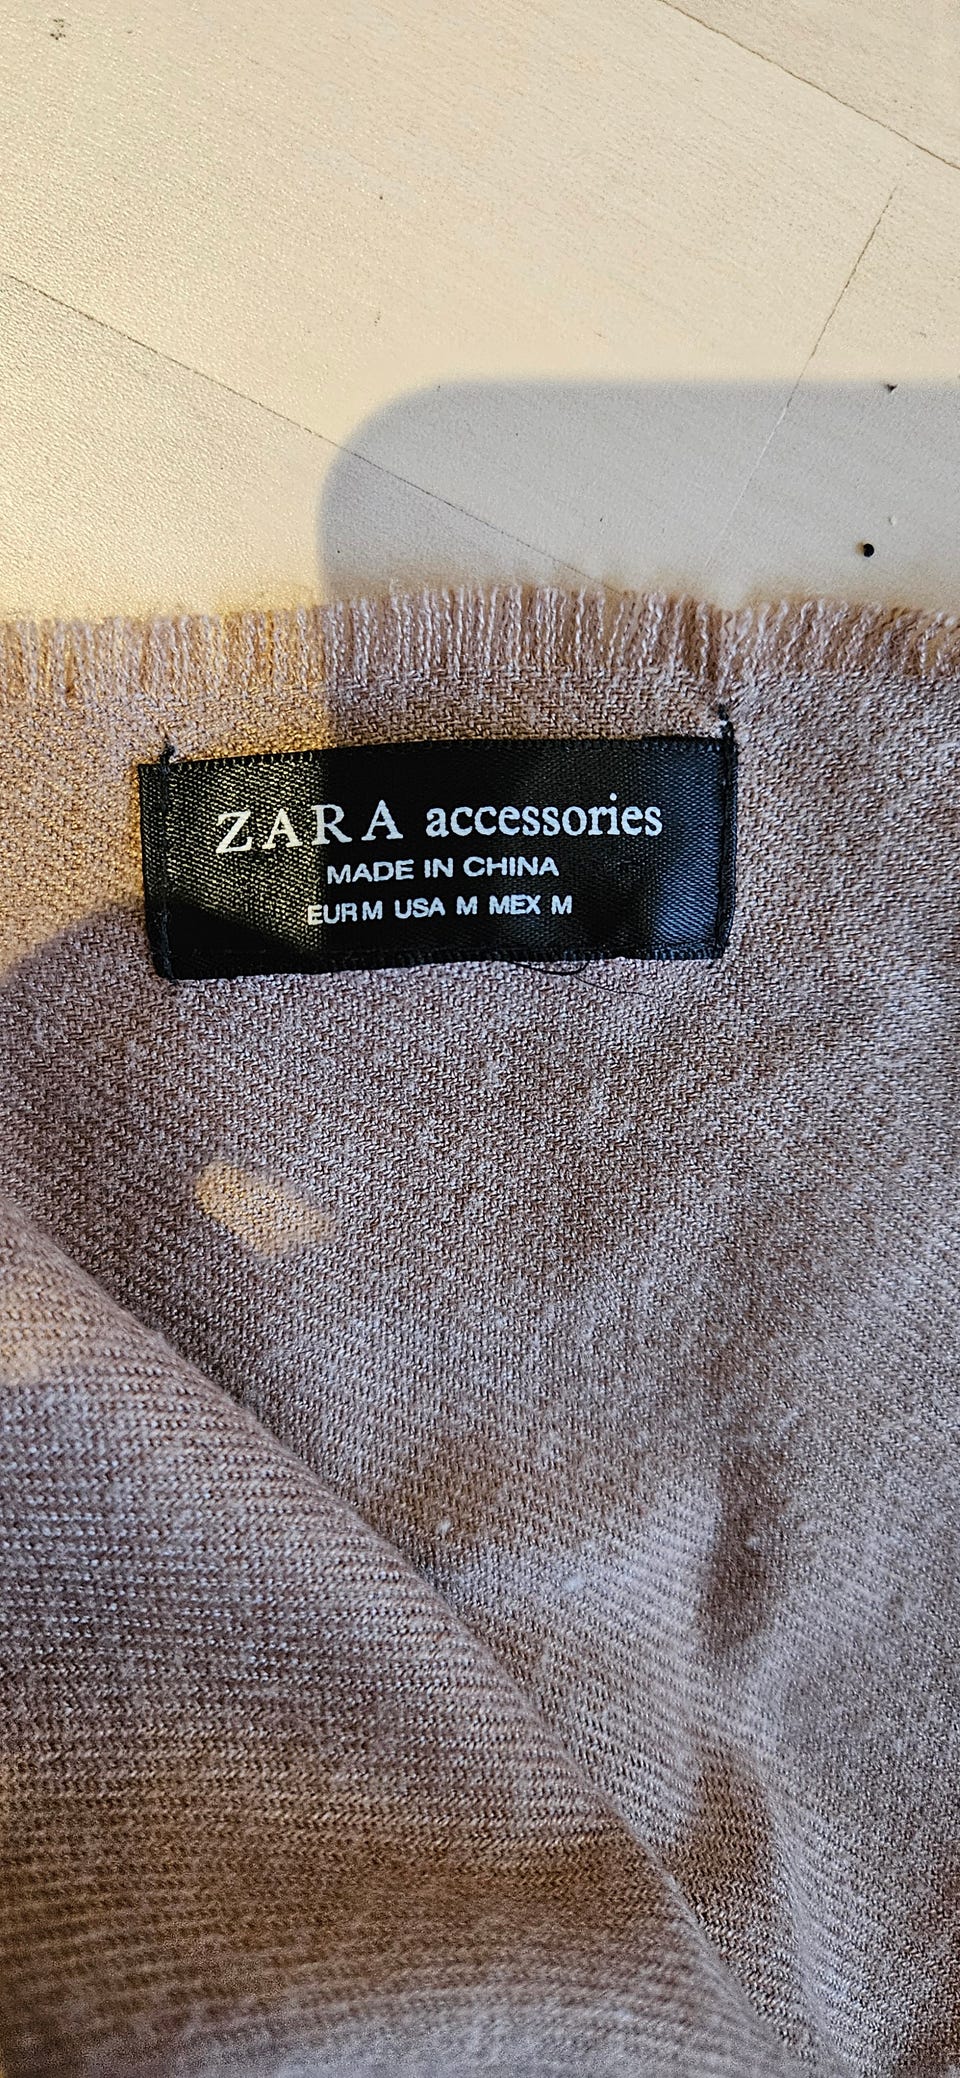 ZARA accessories
MADE IN CHINA
EUR M USA M MEX M